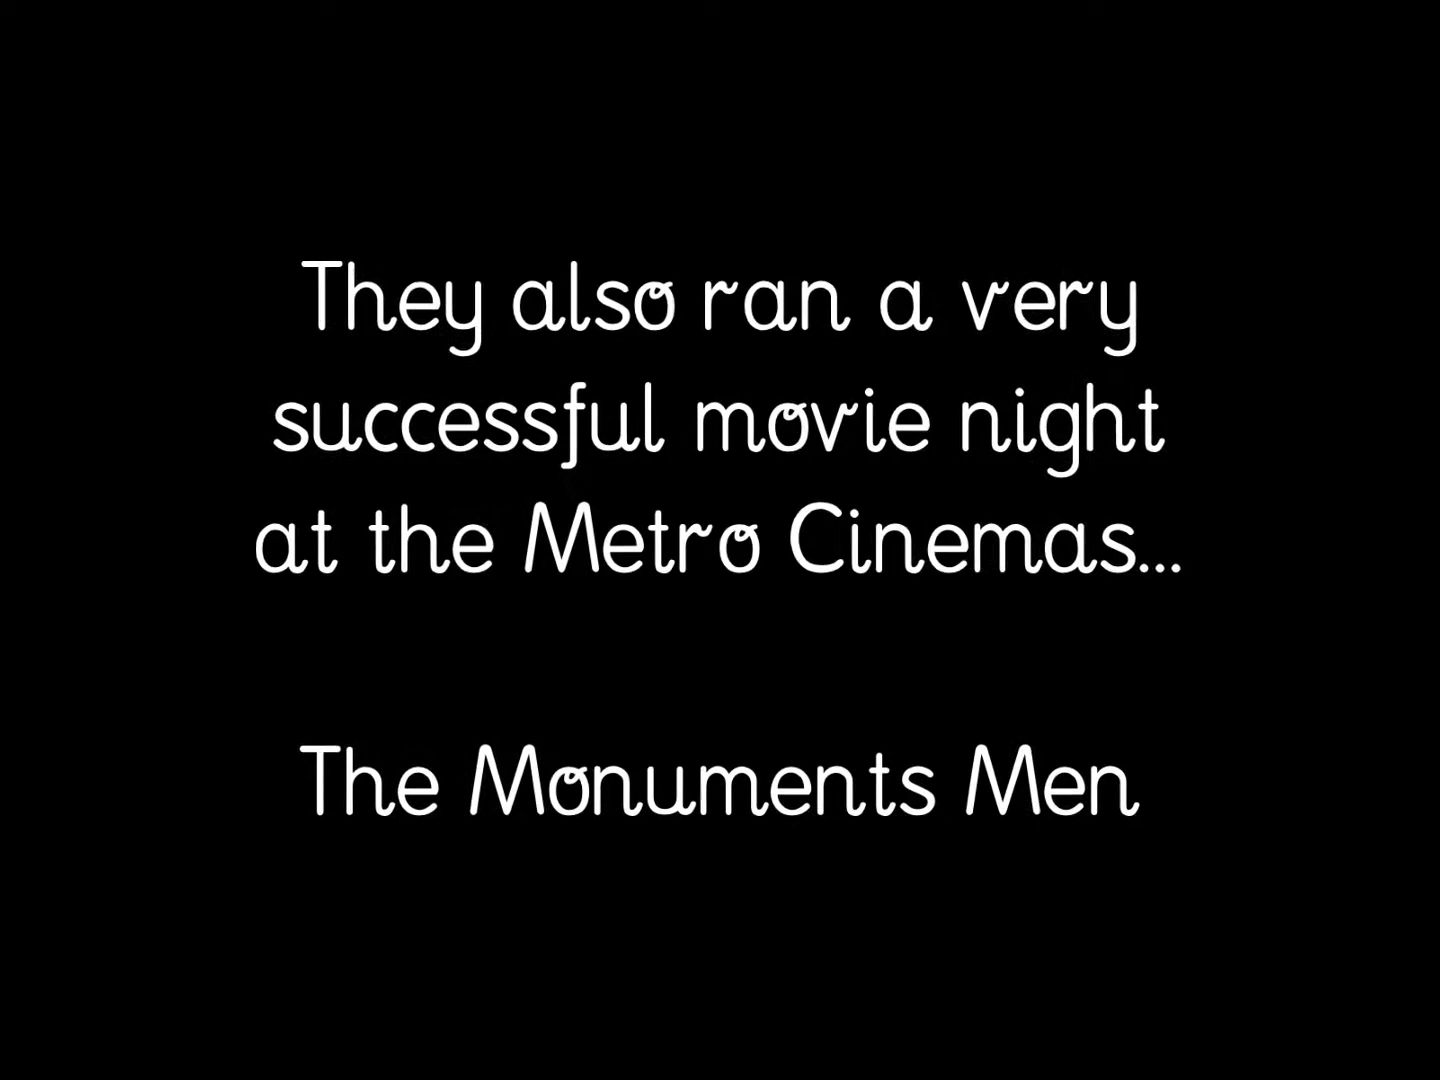 They also ran a very
successful movie night
at the Metro Cinemas...
The Monuments Men